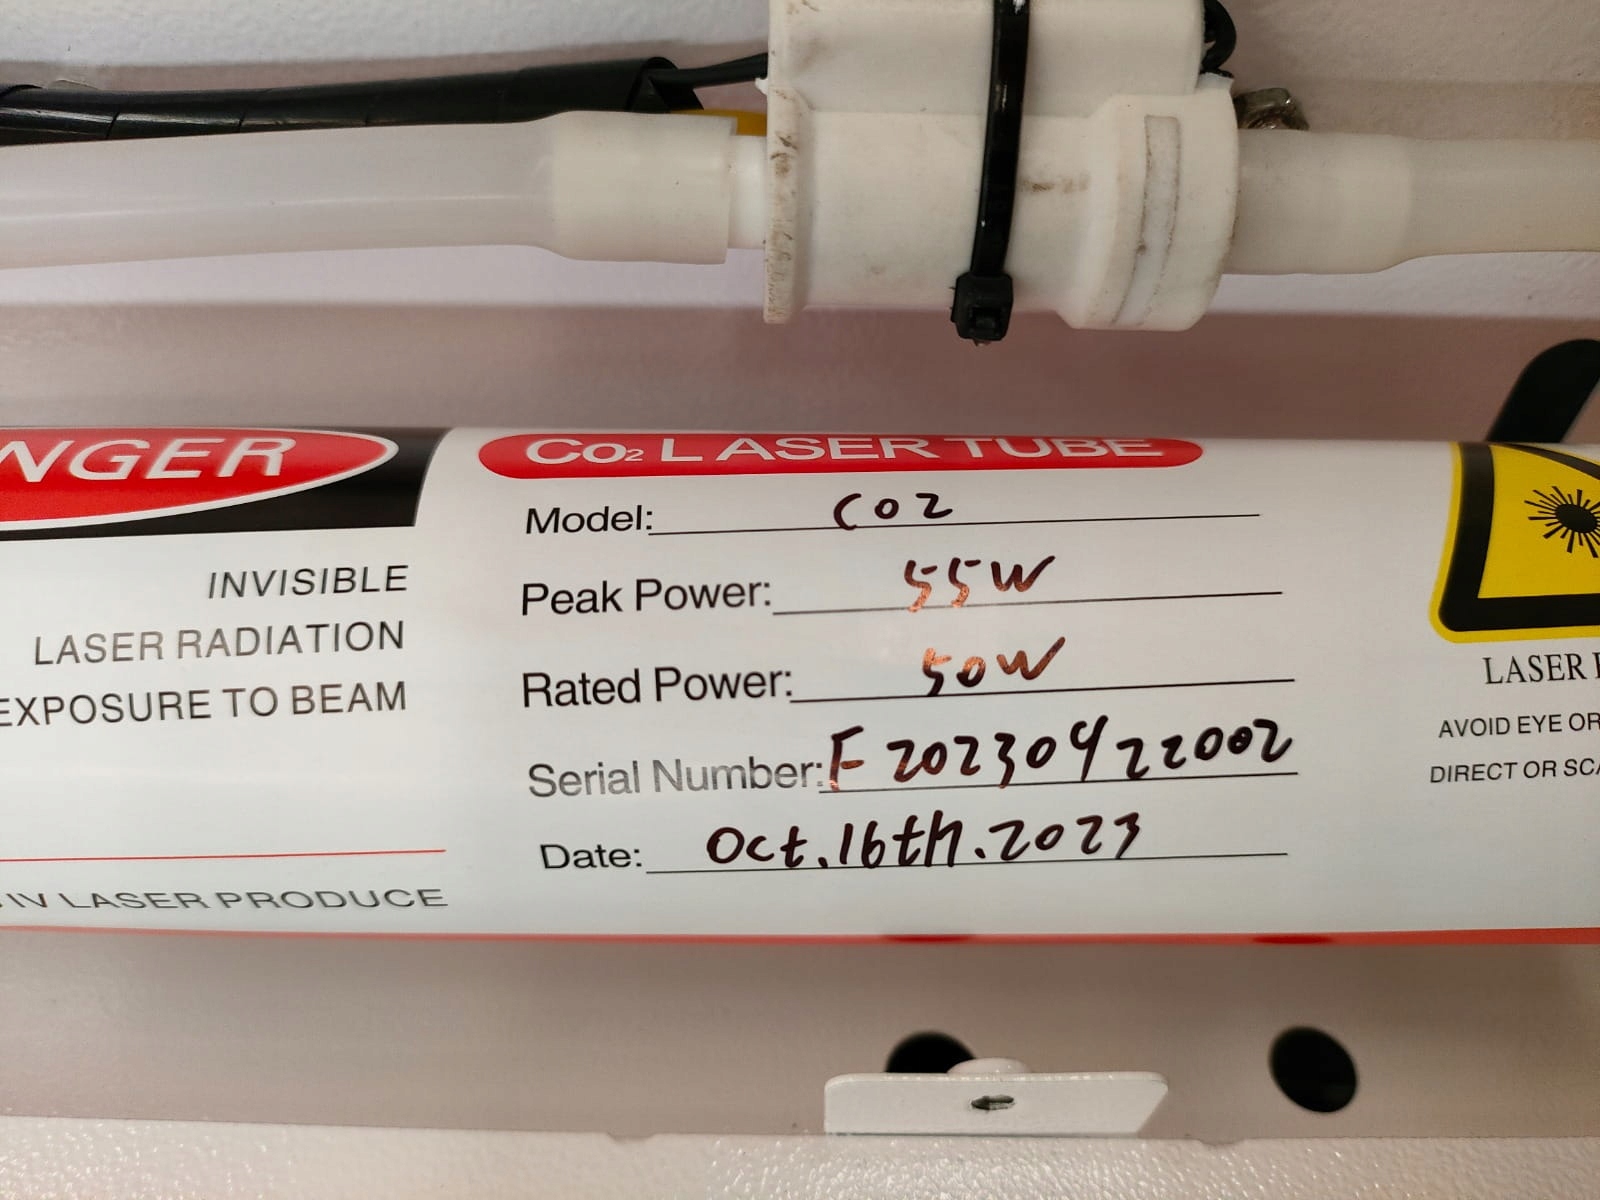 NGER
INVISIBLE
LASER RADIATION
EXPOSURE TO BEAM
IV LASER PRODUCE
CO2 LASER TUBE
Model: CO2
Peak Power: 55W
Rated Power: 50W
Serial Number: F20230422002
Date: Oct.16th.2023
LASER
AVOID EYE OR
DIRECT OR SCA